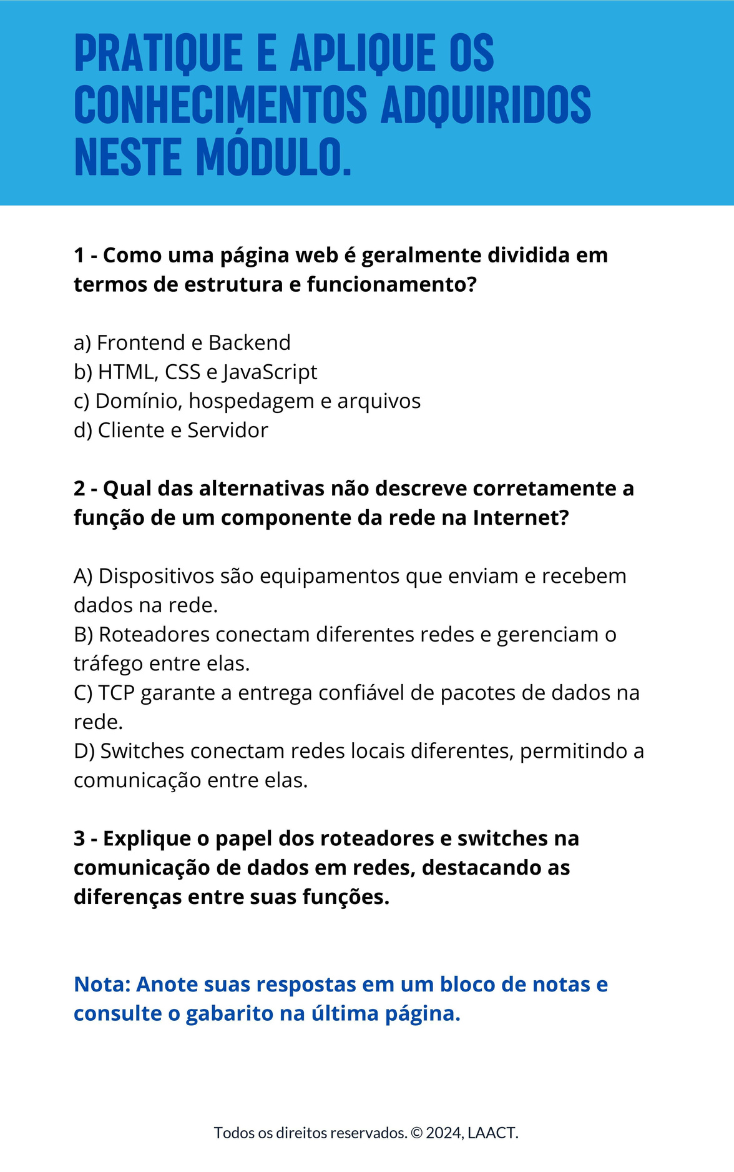 PRATIQUE E APLIQUE OS
CONHECIMENTOS ADQUIRIDOS
NESTE MÓDULO.
1 - Como uma página web é geralmente dividida em
termos de estrutura e funcionamento?
a) Frontend e Backend
b) HTML, CSS e JavaScript
c) Domínio, hospedagem e arquivos
d) Cliente e Servidor
2 - Qual das alternativas não descreve corretamente a
função de um componente da rede na Internet?
A) Dispositivos são equipamentos que enviam e recebem
dados na rede.
B) Roteadores conectam diferentes redes e gerenciam o
tráfego entre elas.
C) TCP garante a entrega confiável de pacotes de dados na
rede.
D) Switches conectam redes locais diferentes, permitindo a
comunicação entre elas.
3 - Explique o papel dos roteadores e switches na
comunicação de dados em redes, destacando as
diferenças entre suas funções.
Nota: Anote suas respostas em um bloco de notas e
consulte o gabarito na última página.
Todos os direitos reservados. © 2024, LAACT.